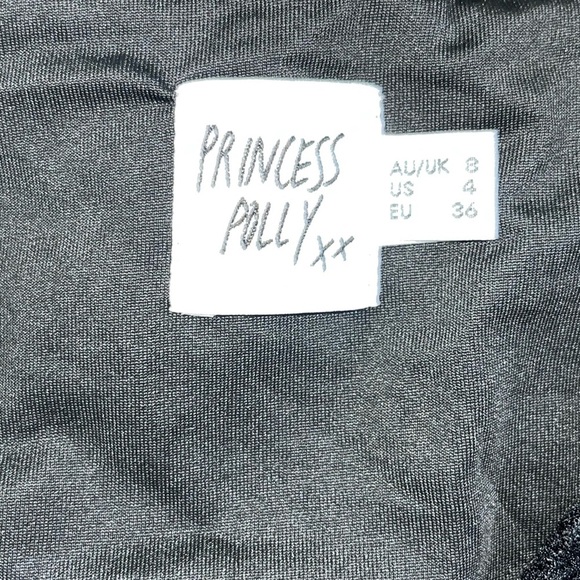 PRINCESS
POLLY xx
AU/UK 8
US 4
EU 36